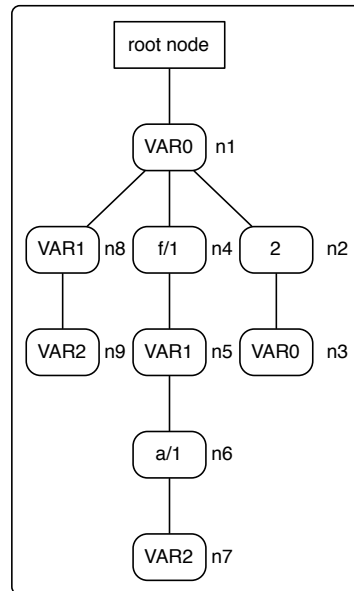 root node
VAR0 n1
VAR1 n8 f/1 n4 2 n2
VAR2 n9 VAR1 n5 VAR0 n3
a/1 n6
VAR2 n7